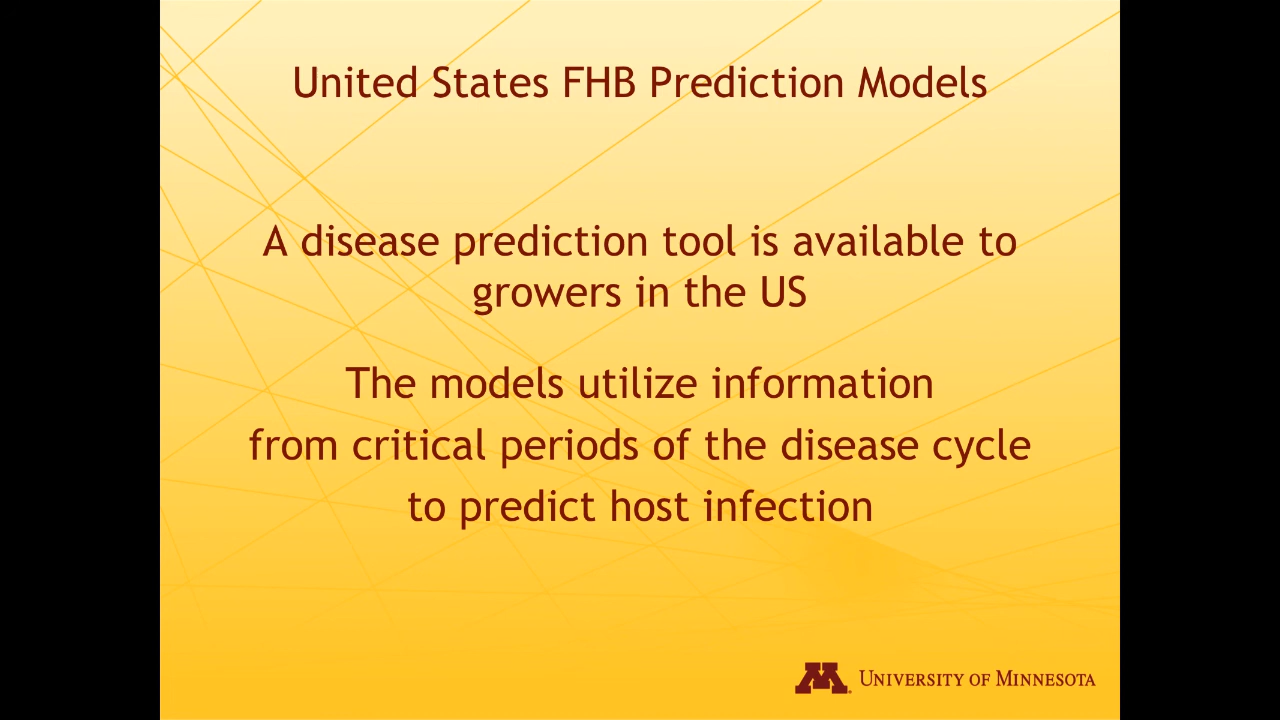 United States FHB Prediction Models
A disease prediction tool is available to
growers in the US
The models utilize information
from critical periods of the disease cycle
to predict host infection
M
University of Minnesota